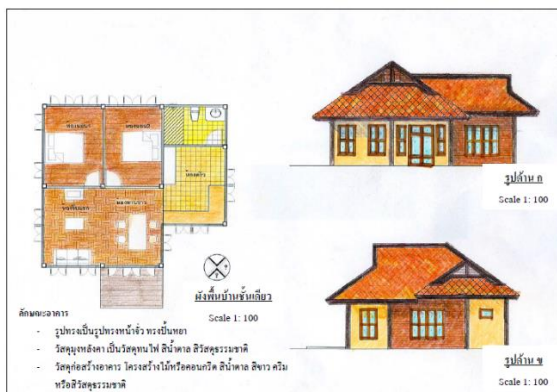 ห้องครัว
รูปด้าน ก
Scale 1: 100
ผังพื้นบ้านชั้นเดียว
Scale 1: 100
ลักษณะอาคาร
- รูปทรงเป็นรูปทรงหน้าจั่ว ทรงปั้นหยา
- วัสดุมุงหลังคา เป็นวัสดุทนไฟ สีน้ำตาล สีวัสดุธรรมชาติ
- วัสดุก่อสร้างอาคาร โครงสร้างไม้หรือคอนกรีต สีน้ำตาล สีขาว ครีม
หรือสีวัสดุธรรมชาติ
รูปด้าน ข
Scale 1: 100